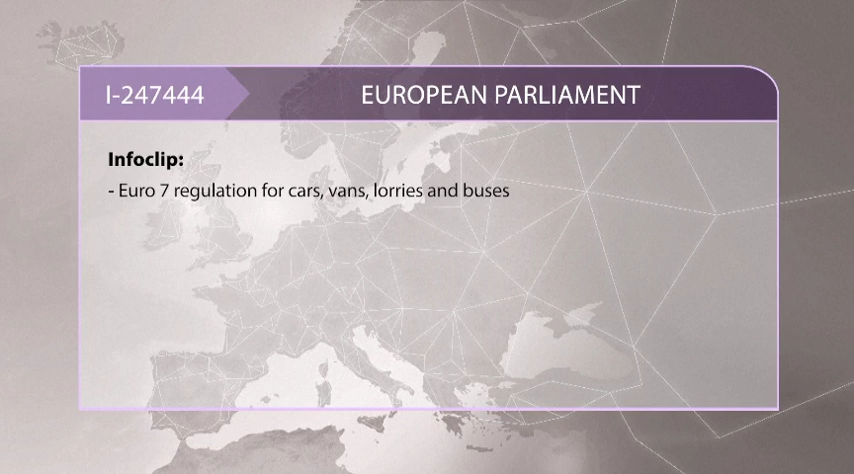 I-247444
EUROPEAN PARLIAMENT
Infoclip:
- Euro 7 regulation for cars, vans, lorries and buses